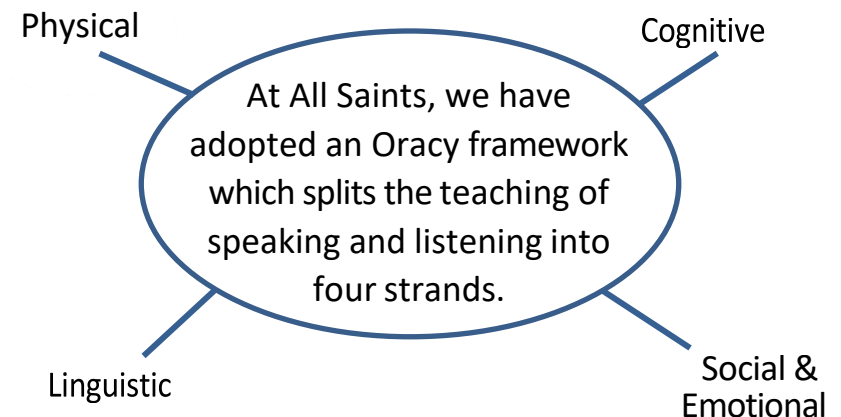 Physical
Cognitive
At All Saints, we have
adopted an Oracy framework
which splits the teaching of
speaking and listening into
four strands.
Linguistic
Social &
Emotional